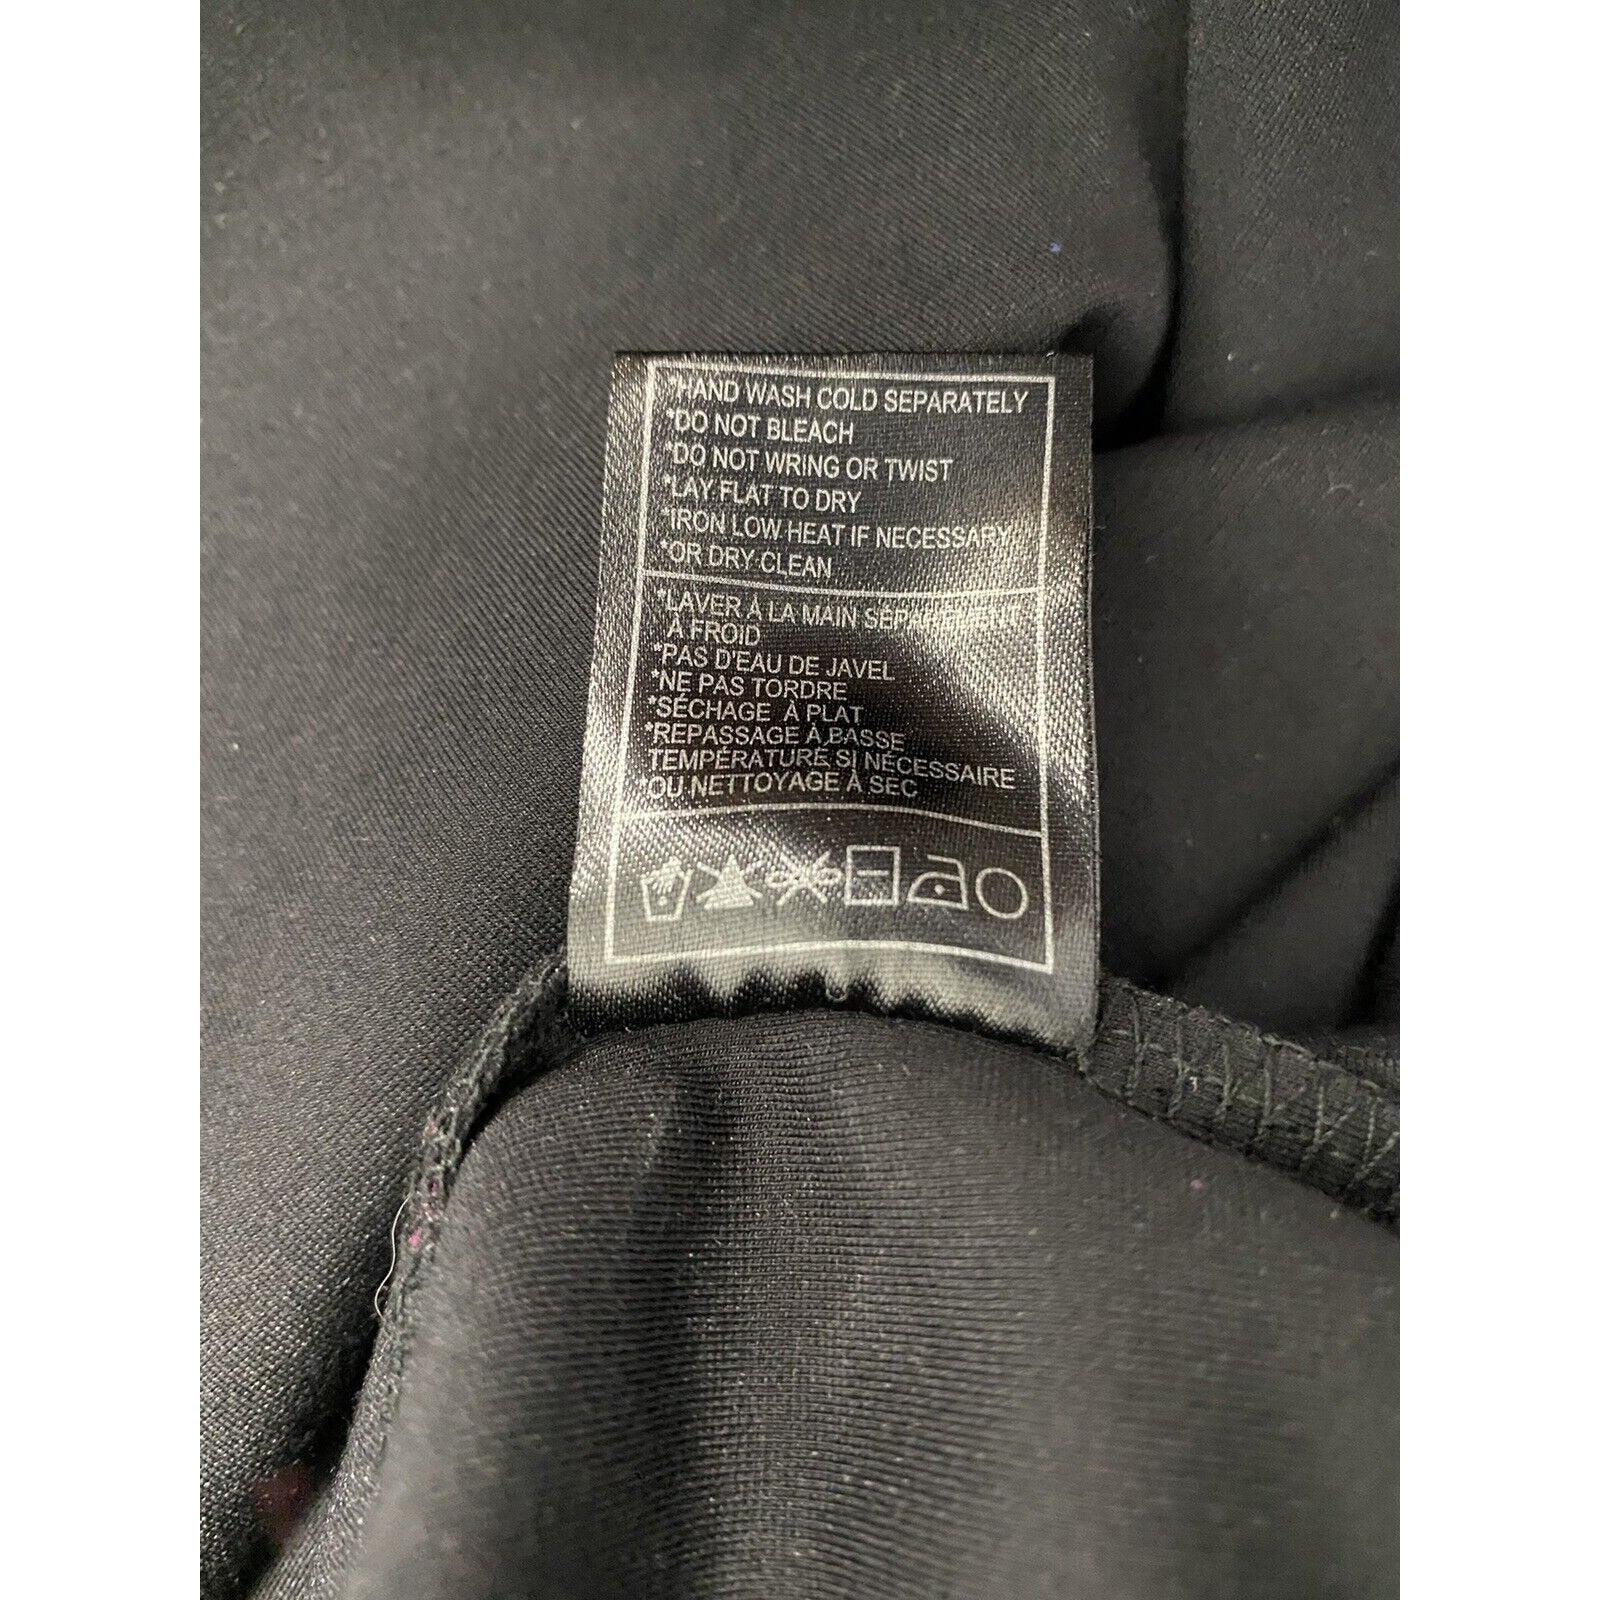 *HAND WASH COLD SEPARATELY
*DO NOT BLEACH
*DO NOT WRING OR TWIST
*LAY FLAT TO DRY
*IRON LOW HEAT IF NECESSARY
*OR DRY CLEAN
*LAVER À LA MAIN SÉPARÉMENT
À FROID
*PAS D'EAU DE JAVEL
*NE PAS TORDRE
*SÉCHAGE À PLAT
*REPASSAGE À BASSE
TEMPÉRATURE SI NÉCESSAIRE
*OU NETTOYAGE À SEC